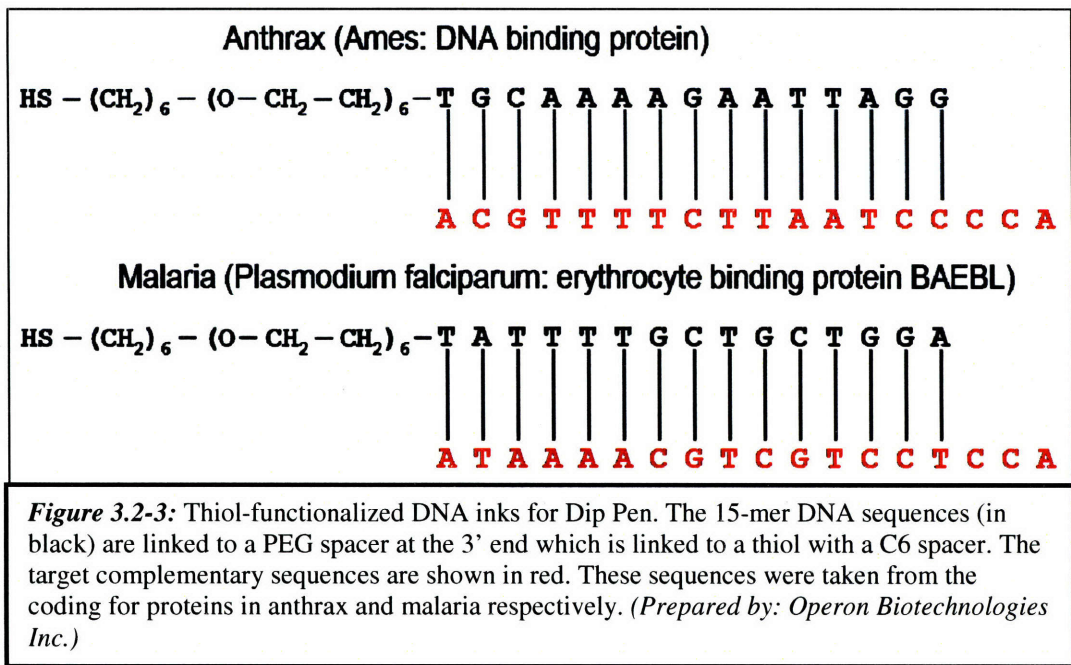 Anthrax (Ames: DNA binding protein)
HS – (CH₂)₆ – (O–CH₂–CH₂)₆–T G C A A A A G A A T T A G G
A C G T T T T C T T A A T C C C C A
Malaria (Plasmodium falciparum: erythrocyte binding protein BAEBL)
HS – (CH₂)₆ – (O–CH₂–CH₂)₆–T A T T T T G C T G C T G G A
A T A A A A C G T C G T C C T C C A
Figure 3.2-3: Thiol-functionalized DNA inks for Dip Pen. The 15-mer DNA sequences (in
black) are linked to a PEG spacer at the 3' end which is linked to a thiol with a C6 spacer. The
target complementary sequences are shown in red. These sequences were taken from the
coding for proteins in anthrax and malaria respectively. (Prepared by: Operon Biotechnologies
Inc.)